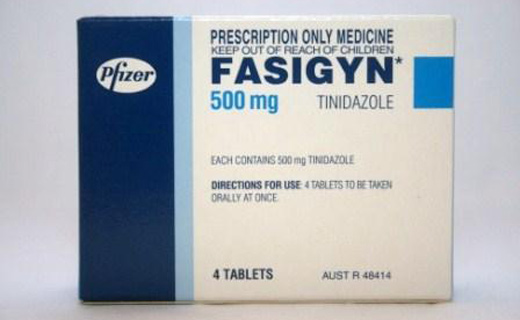 Pfizer
PRESCRIPTION ONLY MEDICINE
KEEP OUT OF REACH OF CHILDREN
FASIGYN*
500 mg TINIDAZOLE
EACH CONTAINS 500 mg TINIDAZOLE
DIRECTIONS FOR USE: 4 TABLETS TO BE TAKEN
ORALLY AT ONCE.
4 TABLETS AUST R 48414